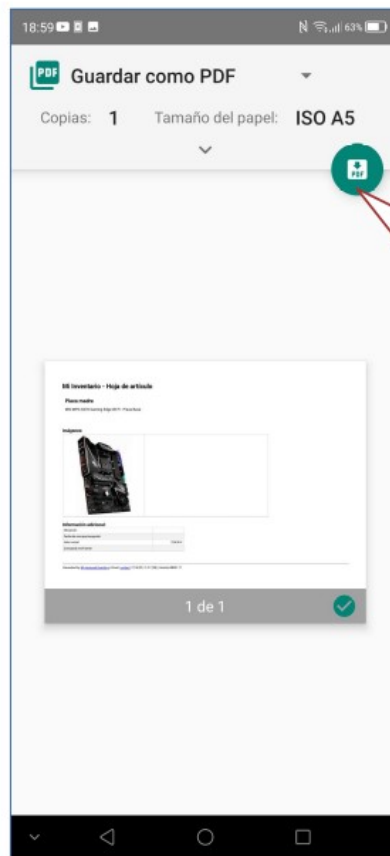 18:59
63%
PDF Guardar como PDF
Copias: 1 Tamaño del papel: ISO A5
PDF
Mi Inventario - Hoja de artículo
Placa madre
Imágenes
Información adicional
1 de 1